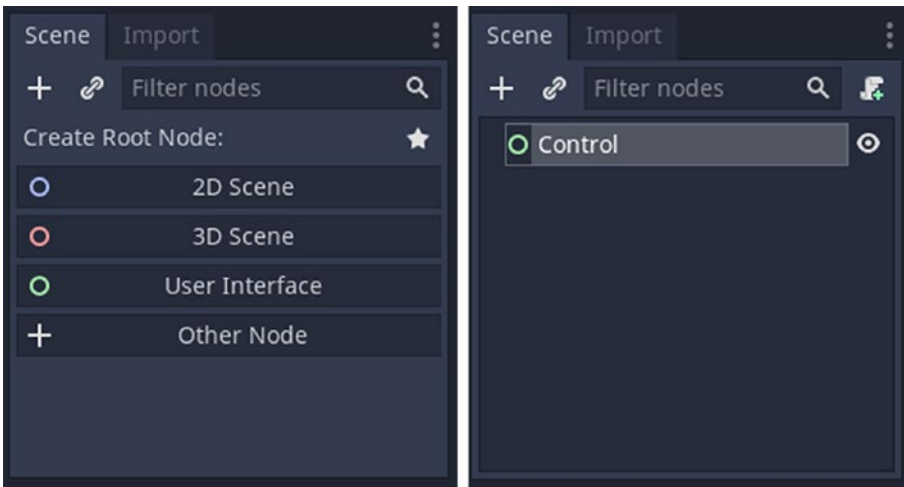 Scene Import
Filter nodes
Create Root Node:
2D Scene
3D Scene
User Interface
Other Node
Scene Import
Filter nodes
Control